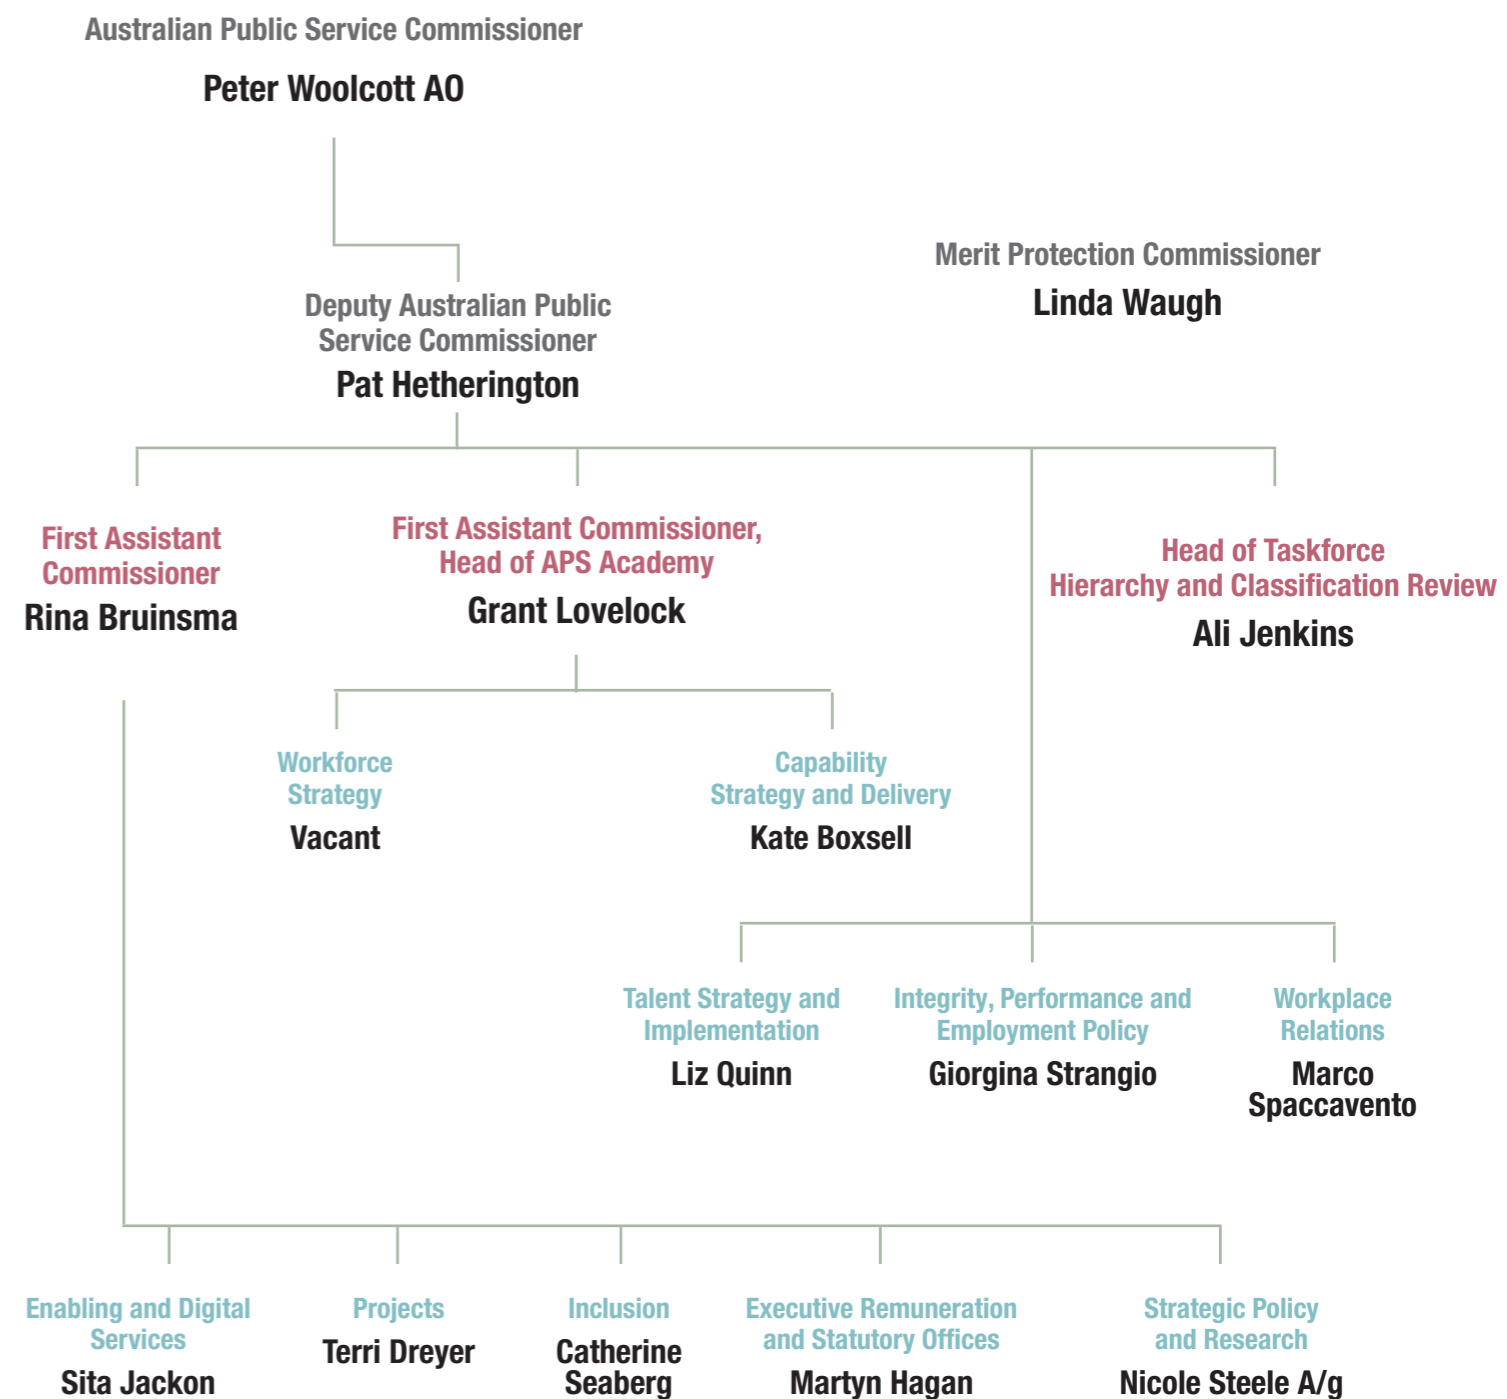 Australian Public Service Commissioner
Peter Woolcott AO
Merit Protection Commissioner
Linda Waugh
Deputy Australian Public
Service Commissioner
Pat Hetherington
First Assistant
Commissioner
Rina Bruinsma
First Assistant Commissioner,
Head of APS Academy
Grant Lovelock
Head of Taskforce
Hierarchy and Classification Review
Ali Jenkins
Workforce
Strategy
Vacant
Capability
Strategy and Delivery
Kate Boxsell
Talent Strategy and
Implementation
Liz Quinn
Integrity, Performance and
Employment Policy
Giorgina Strangio
Workplace
Relations
Marco
Spaccavento
Enabling and Digital
Services
Sita Jackon
Projects
Terri Dreyer
Inclusion
Catherine
Seaberg
Executive Remuneration
and Statutory Offices
Martyn Hagan
Strategic Policy
and Research
Nicole Steele A/g